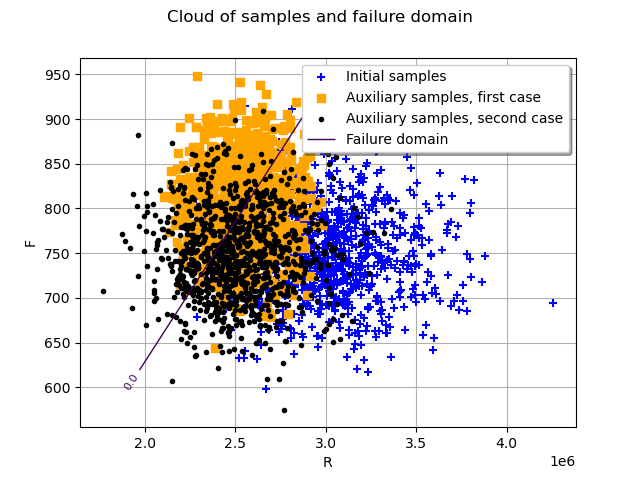 Cloud of samples and failure domain
Initial samples
Auxiliary samples, first case
Auxiliary samples, second case
Failure domain
950
900
850
800
750
700
650
600
F
0.0
2.0 2.5 3.0 3.5 4.0
R
1e6